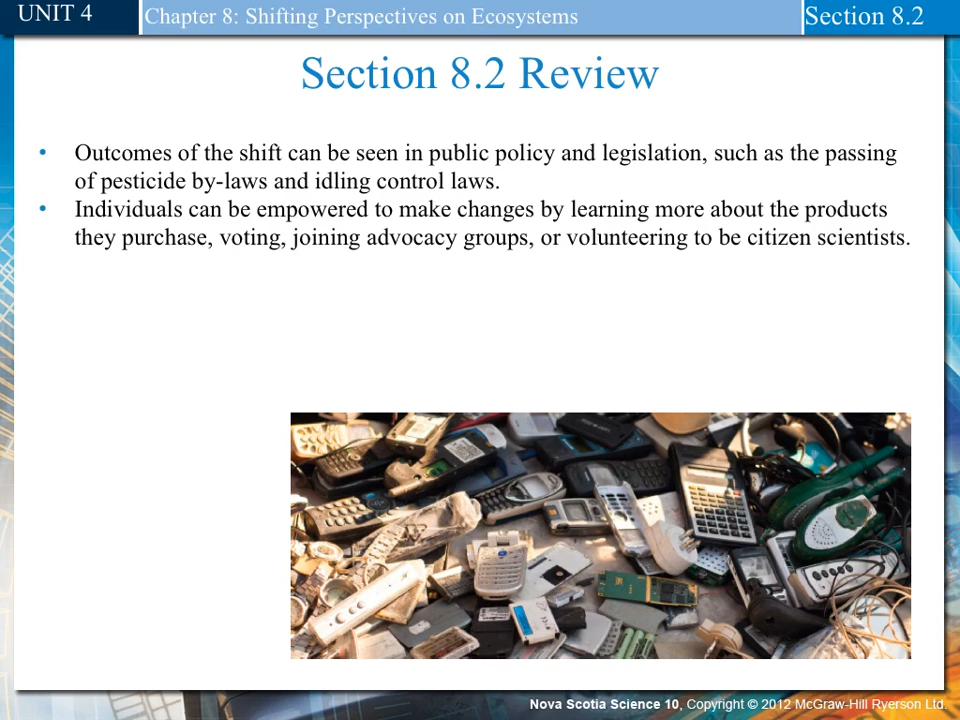 UNIT 4
Chapter 8: Shifting Perspectives on Ecosystems
Section 8.2
Section 8.2 Review
• Outcomes of the shift can be seen in public policy and legislation, such as the passing
of pesticide by-laws and idling control laws.
• Individuals can be empowered to make changes by learning more about the products
they purchase, voting, joining advocacy groups, or volunteering to be citizen scientists.
Nova Scotia Science 10, Copyright © 2012 McGraw-Hill Ryerson Ltd.